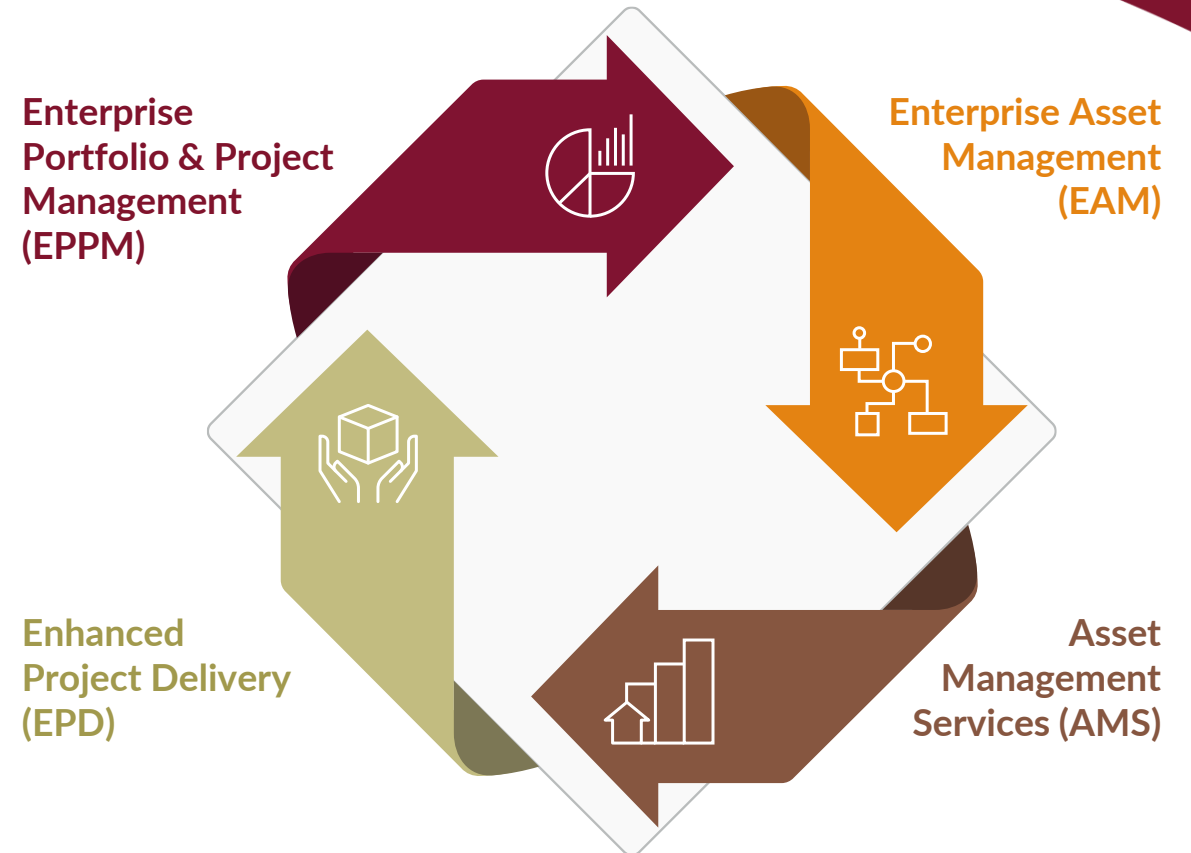 Enterprise
Portfolio & Project
Management
(EPPM)
Enterprise Asset
Management
(EAM)
Enhanced
Project Delivery
(EPD)
Asset
Management
Services (AMS)